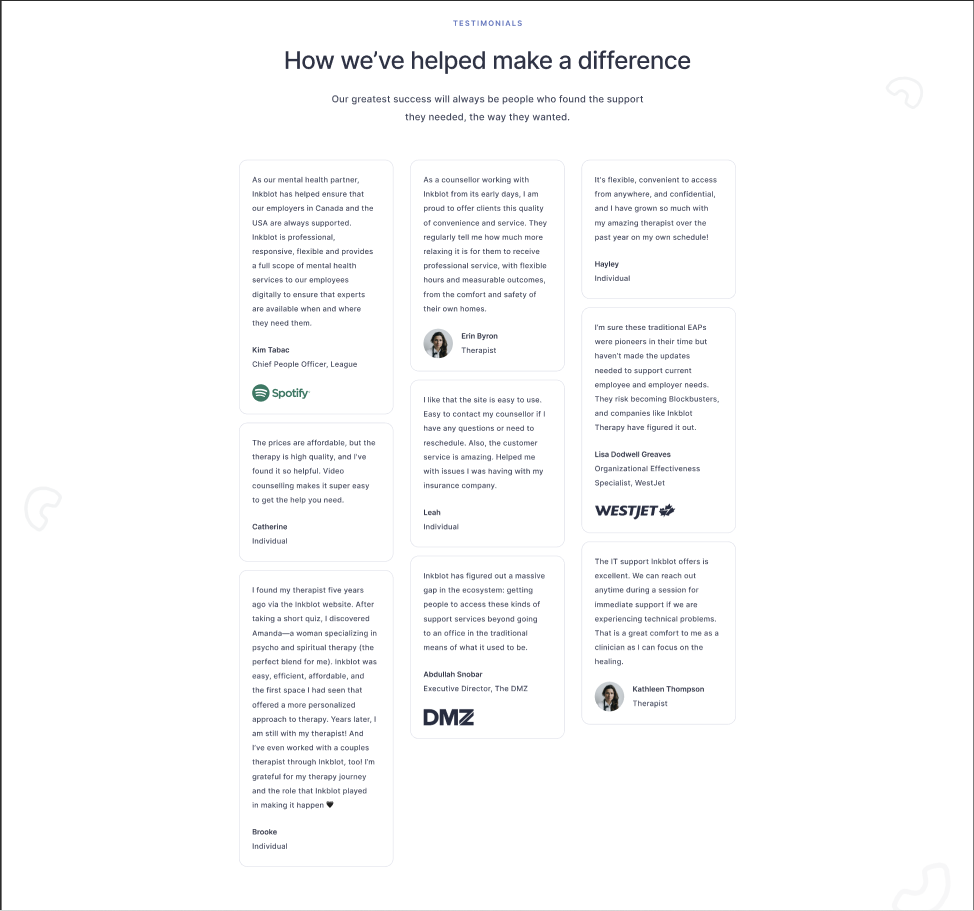 TESTIMONIALS
How we've helped make a difference
Our greatest success will always be people who found the support
they needed, the way they wanted.
As our mental health partner,
Inkblot has helped ensure that
our employers in Canada and the
USA are always supported.
Inkblot is professional,
responsive, flexible and provides
a full scope of mental health
services to our employees
digitally to ensure that experts
are available when and where
they need them.
Kim Tabac
Chief People Officer, League
Spotify
The prices are affordable, but the
therapy is high quality, and I've
found it so helpful. Video
counselling makes it super easy
to get the help you need.
Catherine
Individual
I found my therapist five years
ago via the Inkblot website. After
taking a short quiz, I discovered
Amanda—a woman specializing in
psycho and spiritual therapy (the
perfect blend for me). Inkblot was
easy, efficient, affordable, and
the first space I had seen that
offered a more personalized
approach to therapy. Years later, I
am still with my therapist! And
I've even worked with a couples
therapist through Inkblot, too! I'm
grateful for my therapy journey
and the role that Inkblot played
in making it happen 🖤
Brooke
Individual
As a counsellor working with
Inkblot from its early days, I am
proud to offer clients this quality
of convenience and service. They
regularly tell me how much more
relaxing it is for them to receive
professional service, with flexible
hours and measurable outcomes,
from the comfort and safety of
their own homes.
Erin Byron
Therapist
I like that the site is easy to use.
Easy to contact my counsellor if I
have any questions or need to
reschedule. Also, the customer
service is amazing. Helped me
with issues I was having with my
insurance company.
Leah
Individual
Inkblot has figured out a massive
gap in the ecosystem: getting
people to access these kinds of
support services beyond going
to an office in the traditional
means of what it used to be.
Abdullah Snobar
Executive Director, The DMZ
DMZ
It's flexible, convenient to access
from anywhere, and confidential,
and I have grown so much with
my amazing therapist over the
past year on my own schedule!
Hayley
Individual
I'm sure these traditional EAPs
were pioneers in their time but
haven't made the updates
needed to support current
employee and employer needs.
They risk becoming Blockbusters,
and companies like Inkblot
Therapy have figured it out.
Lisa Dodwell Greaves
Organizational Effectiveness
Specialist, WestJet
WESTJET
The IT support Inkblot offers is
excellent. We can reach out
anytime during a session for
immediate support if we are
experiencing technical problems.
That is a great comfort to me as a
clinician as I can focus on the
healing.
Kathleen Thompson
Therapist